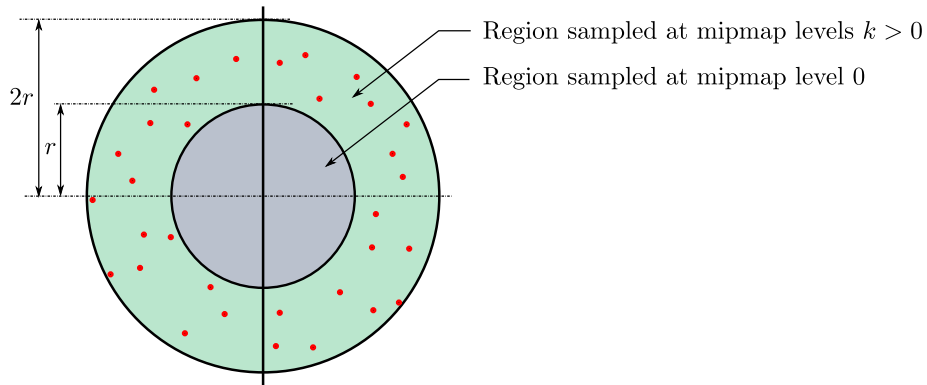 Region sampled at mipmap levels k > 0
Region sampled at mipmap level 0
2r
r